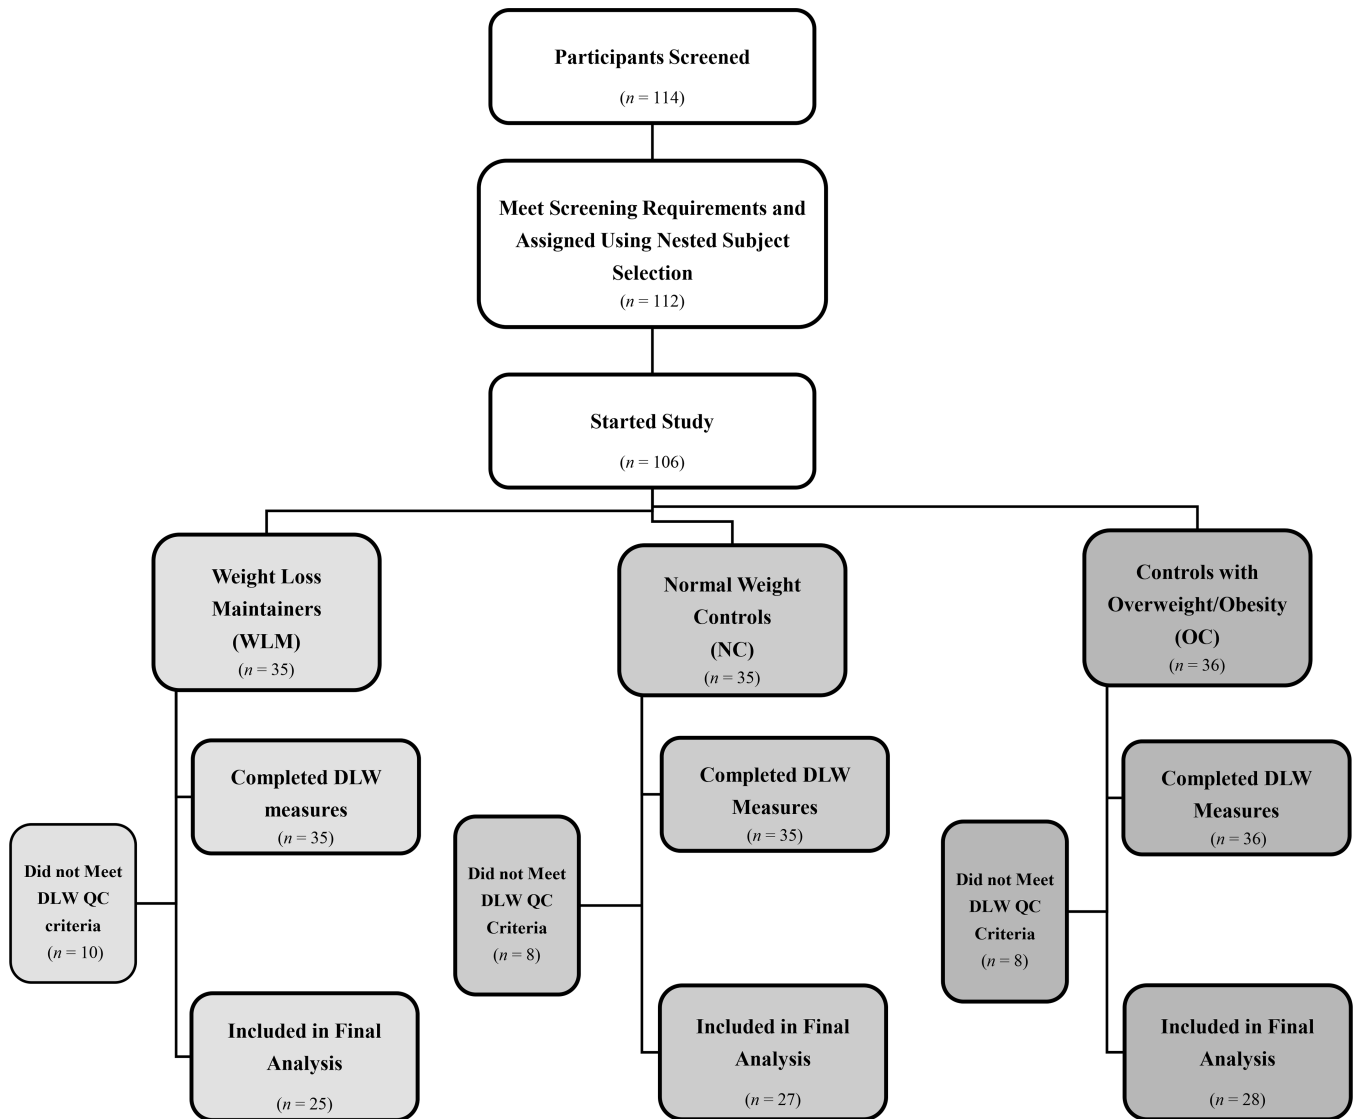 Participants Screened
(n = 114)
Meet Screening Requirements and
Assigned Using Nested Subject
Selection
(n = 112)
Started Study
(n = 106)
Weight Loss
Maintainers
(WLM)
(n = 35)
Normal Weight
Controls
(NC)
(n = 35)
Controls with
Overweight/Obesity
(OC)
(n = 36)
Completed DLW
measures
(n = 35)
Completed DLW
Measures
(n = 35)
Completed DLW
Measures
(n = 36)
Did not Meet
DLW QC
criteria
(n = 10)
Did not Meet
DLW QC
Criteria
(n = 8)
Did not Meet
DLW QC
Criteria
(n = 8)
Included in Final
Analysis
(n = 25)
Included in Final
Analysis
(n = 27)
Included in Final
Analysis
(n = 28)